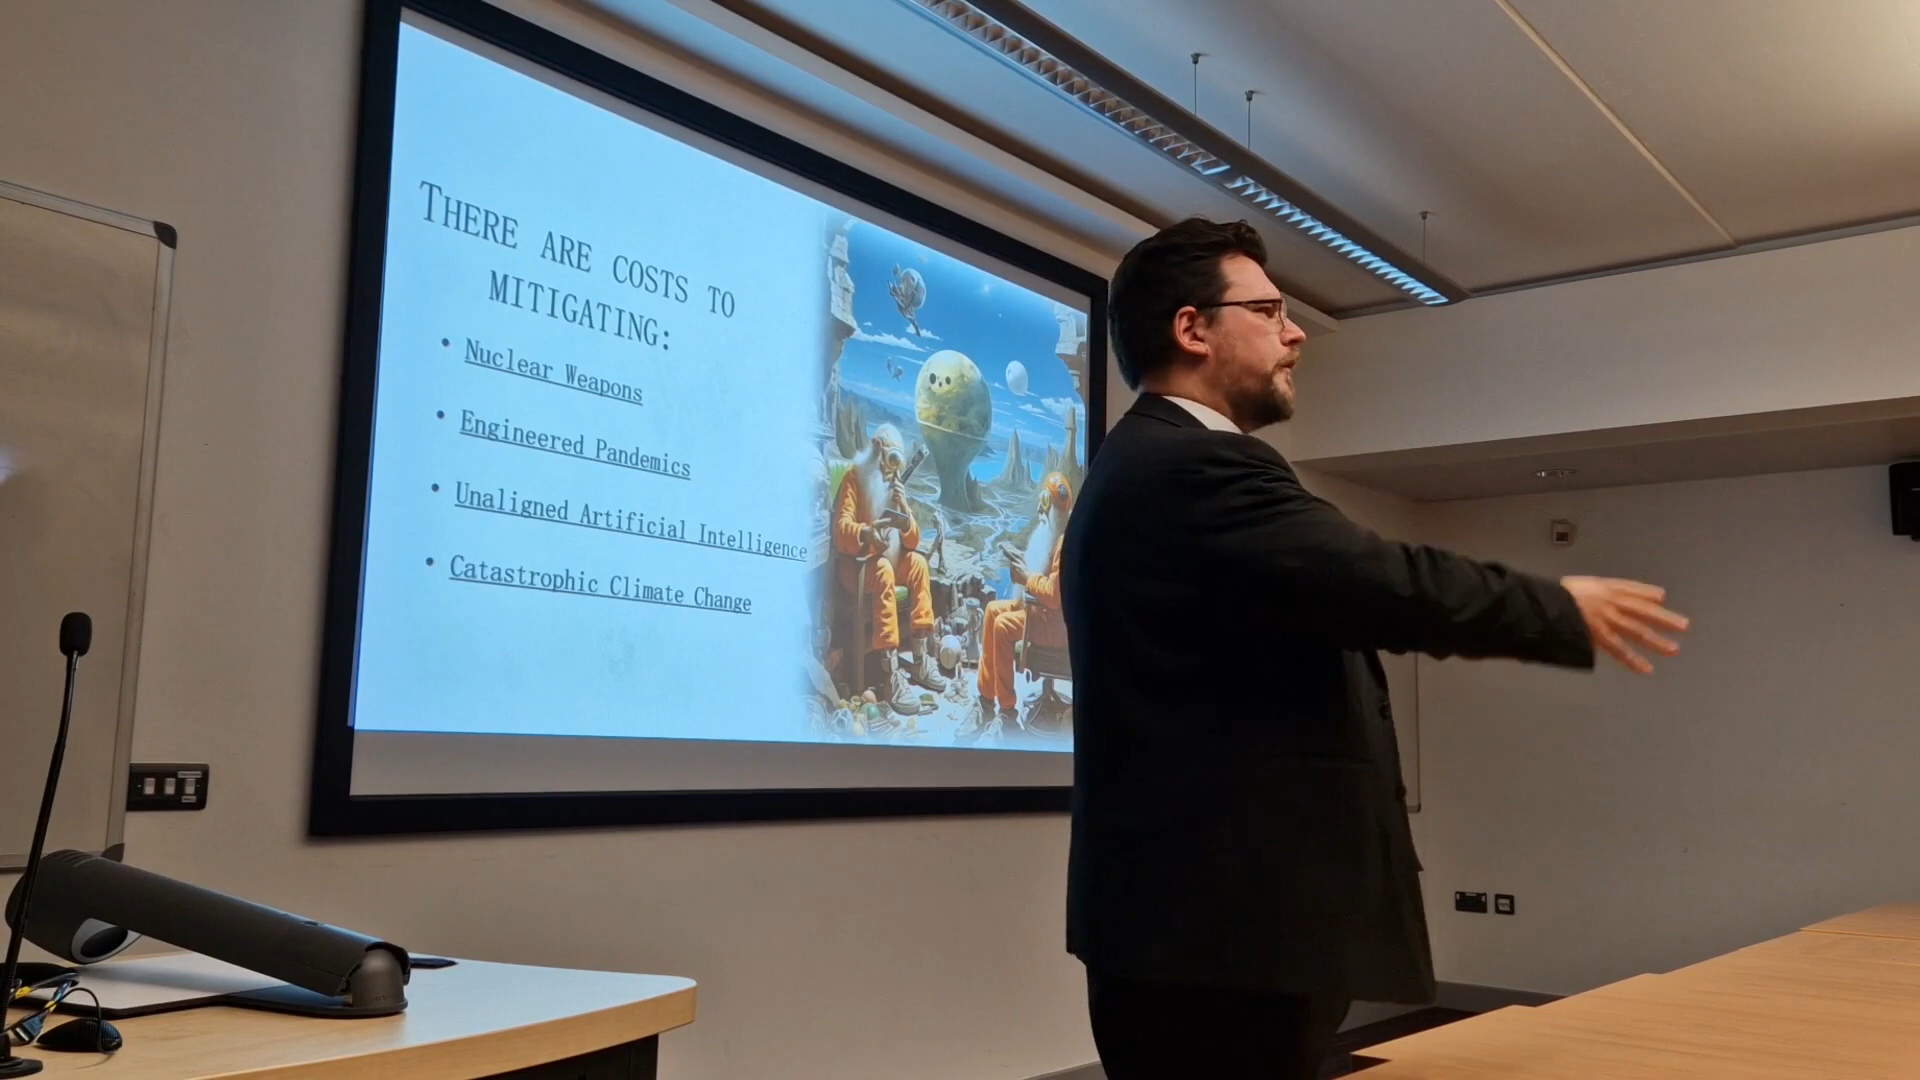 THERE ARE COSTS TO
MITIGATING:
• Nuclear Weapons
• Engineered Pandemics
• Unaligned Artificial Intelligence
• Catastrophic Climate Change